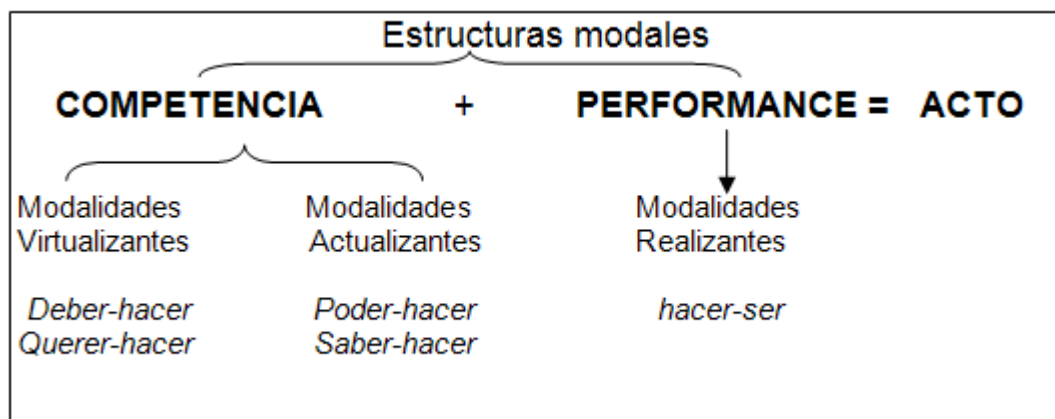 Estructuras modales
COMPETENCIA + PERFORMANCE = ACTO
Modalidades Modalidades Modalidades
Virtualizantes Actualizantes Realizantes
Deber-hacer Poder-hacer hacer-ser
Querer-hacer Saber-hacer